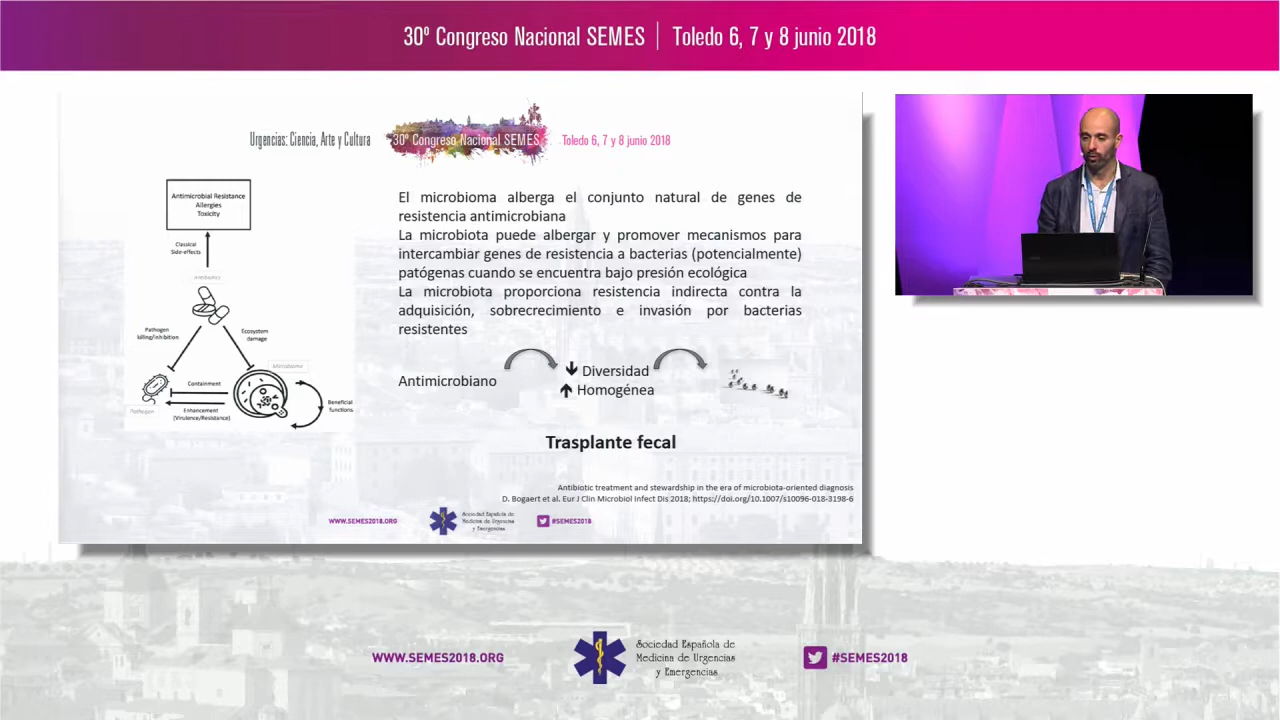 30º Congreso Nacional SEMES | Toledo 6, 7 y 8 junio 2018
Urgencias: Ciencia, Arte y Cultura
30º Congreso Nacional SEMES
Toledo 6, 7 y 8 junio 2018
Antimicrobial Resistance
Allergies
Toxicity
Classical
Side-effects
Antibiotics
Pathogen
killing/inhibition
Ecosystem
damage
Microbiome
Containment
Pathogen
Enhancement
(Virulence/Resistance)
Beneficial
functions
El microbioma alberga el conjunto natural de genes de
resistencia antimicrobiana
La microbiota puede albergar y promover mecanismos para
intercambiar genes de resistencia a bacterias (potencialmente)
patógenas cuando se encuentra bajo presión ecológica
La microbiota proporciona resistencia indirecta contra la
adquisición, sobrecrecimiento e invasión por bacterias
resistentes
Antimicrobiano
Diversidad
Homogénea
Trasplante fecal
Antibiotic treatment and stewardship in the era of microbiota-oriented diagnosis
D. Bogaert et al. Eur J Clin Microbiol Infect Dis 2018; https://doi.org/10.1007/s10096-018-3198-6
WWW.SEMES2018.ORG
Sociedad Española de
Medicina de Urgencias
y Emergencias
#SEMES2018
WWW.SEMES2018.ORG
Sociedad Española de
Medicina de Urgencias
y Emergencias
#SEMES2018